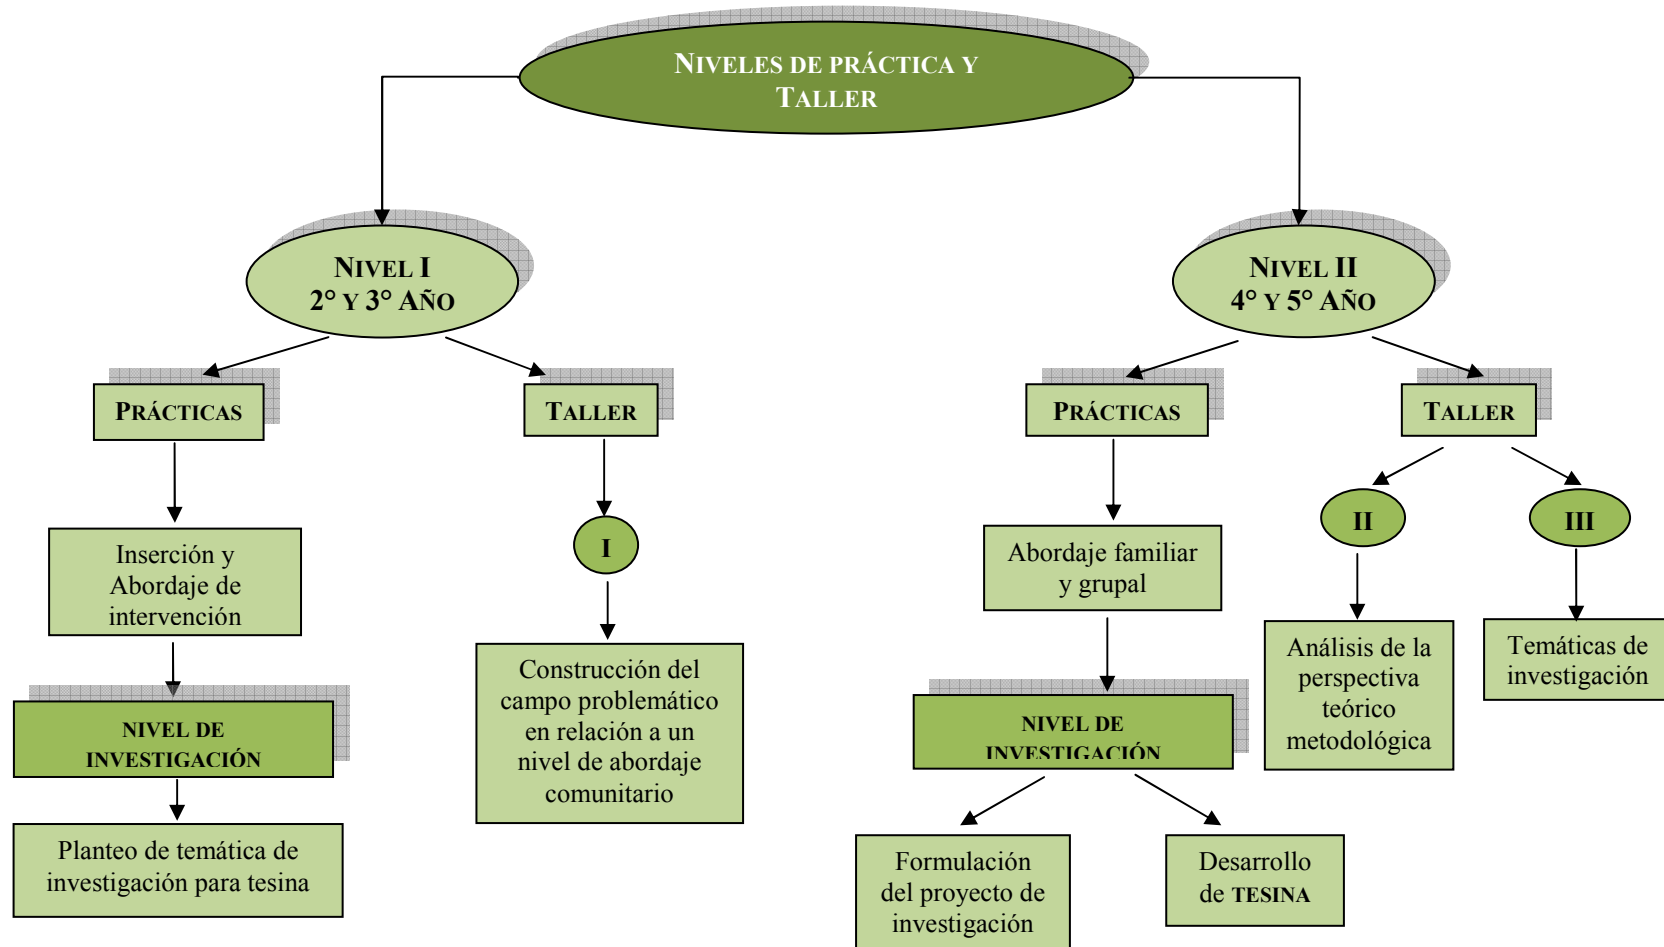 NIVELES DE PRÁCTICA Y
TALLER
NIVEL I
2° Y 3° AÑO
NIVEL II
4° Y 5° AÑO
PRÁCTICAS
TALLER
PRÁCTICAS
TALLER
Inserción y
Abordaje de
intervención
I
Abordaje familiar
y grupal
II
III
NIVEL DE
INVESTIGACIÓN
Construcción del
campo problemático
en relación a un
nivel de abordaje
comunitario
NIVEL DE
INVESTIGACIÓN
Análisis de la
perspectiva
teórico
metodológica
Temáticas de
investigación
Planteo de temática de
investigación para tesina
Formulación
del proyecto de
investigación
Desarrollo
de TESINA